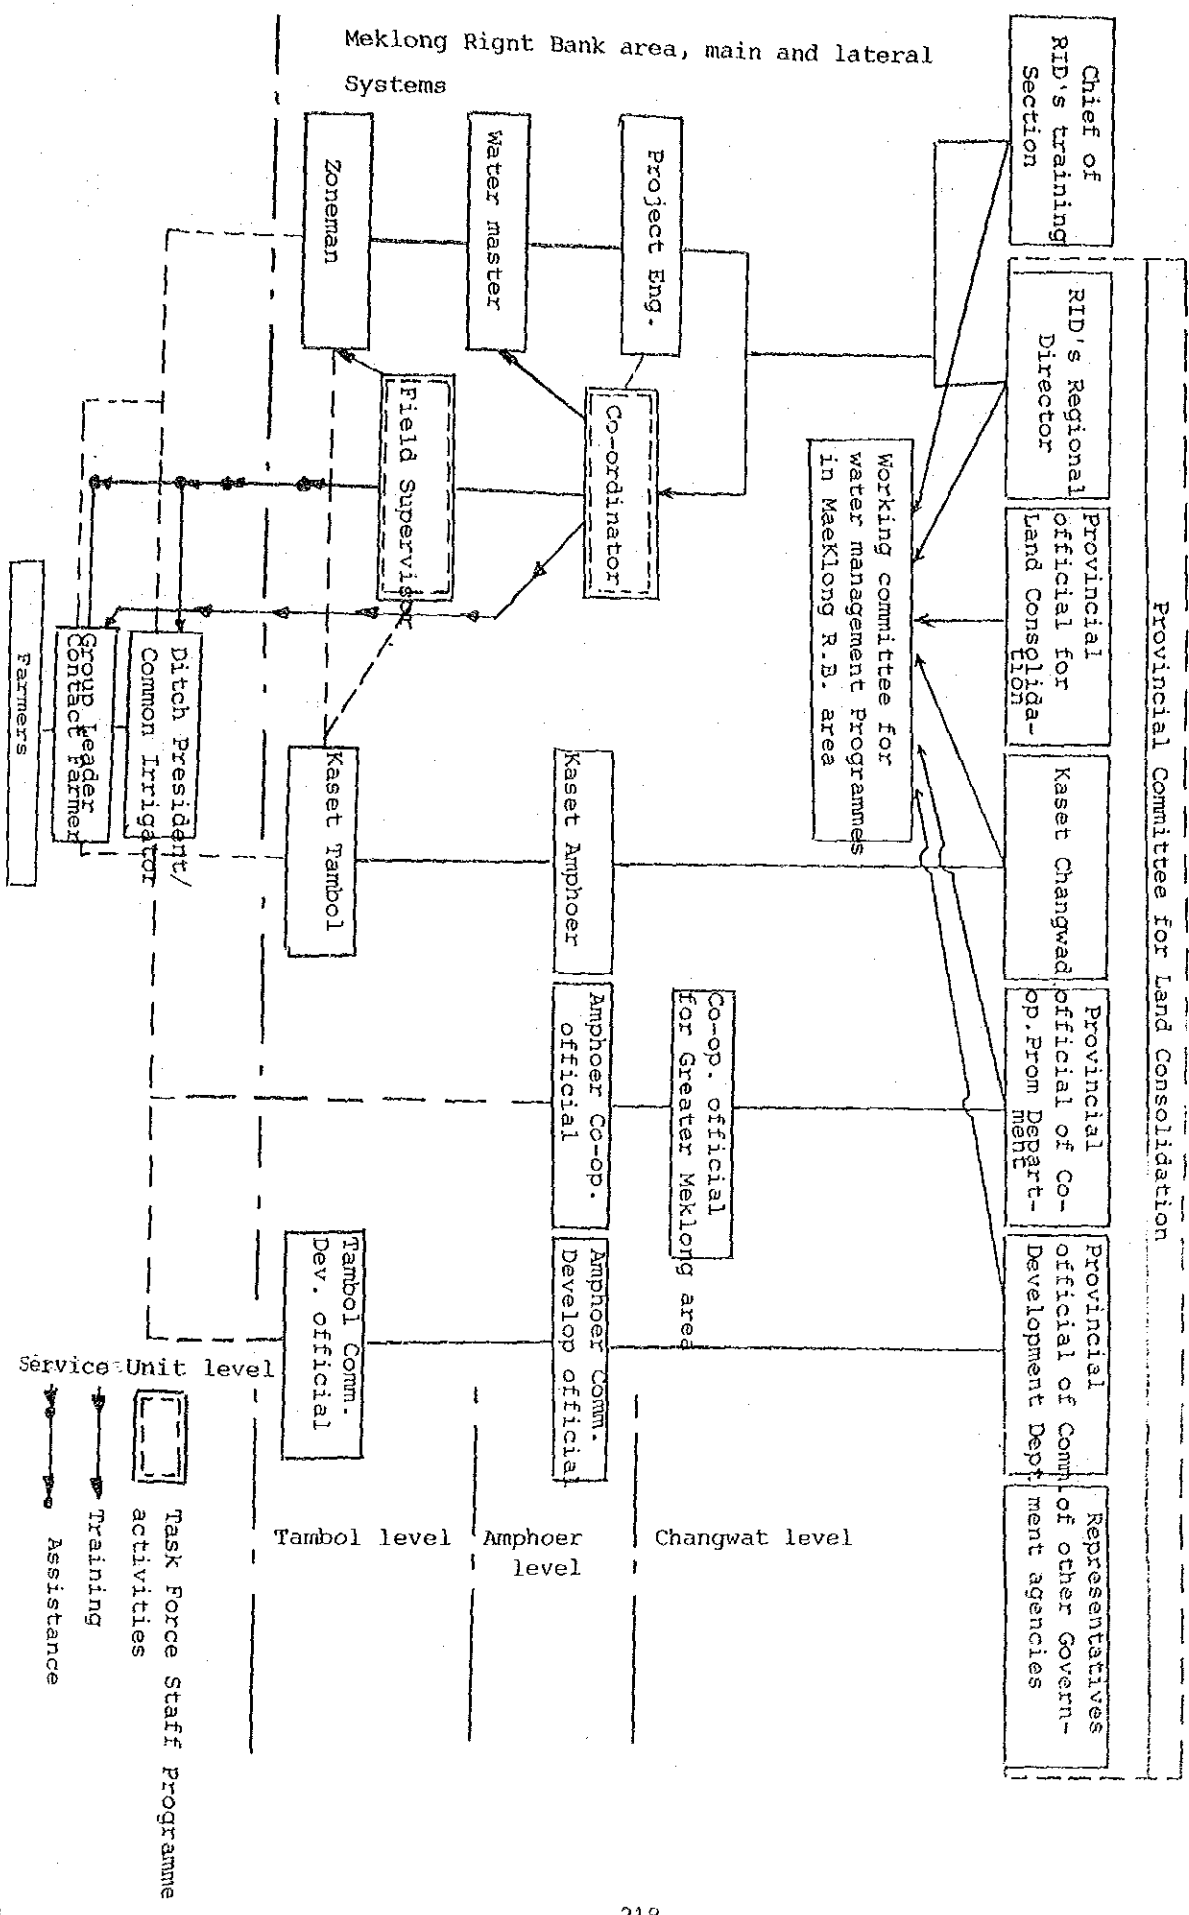 Provincial Committee for Land Consolidation
Chief of
RID's training
Section
RID's Regional
Director
Provincial
official for
Land Consolida-
tion
Kaset Changwad
Provincial
official of Co-
op.Prom Depart-
ment
Provincial
official of Comm.
Development Dept
Representatives
of other Govern-
ment agencies
Working committee for
water management Programmes
in MaeKlong R.B. area
Meklong Rignt Bank area, main and lateral
Systems
Project Eng.
Co-ordinator
Co-op. official
for Greater Meklong area
Changwat level
Water master
Kaset Amphoer
Amphoer Co-op.
official
Amphoer Comm.
Develop official
Amphoer
level
Field Supervisor
Zoneman
Kaset Tambol
Tambol Comm.
Dev. official
Tambol level
Ditch President/
Common Irrigator
Group Leader
Contact Farmer
Farmers
Service Unit level
Task Force Staff Programme
activities
Training
Assistance
218